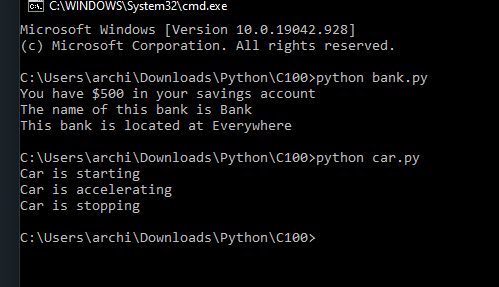 C:\WINDOWS\System32\cmd.exe
Microsoft Windows [Version 10.0.19042.928]
(c) Microsoft Corporation. All rights reserved.
C:\Users\archi\Downloads\Python\C100>python bank.py
You have $500 in your savings account
The name of this bank is Bank
This bank is located at Everywhere
C:\Users\archi\Downloads\Python\C100>python car.py
Car is starting
Car is accelerating
Car is stopping
C:\Users\archi\Downloads\Python\C100>